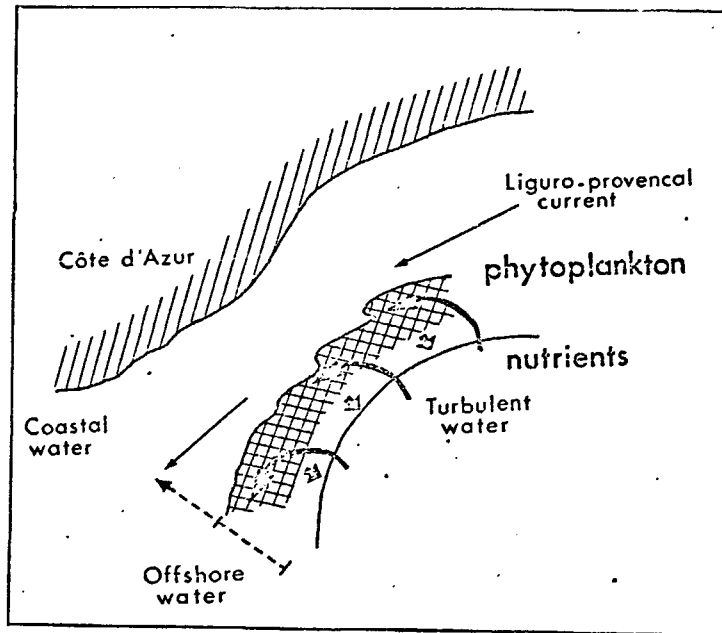 Liguro-provencal
current
Côte d'Azur
phytoplankton
nutrients
Turbulent
water
Coastal
water
Offshore
water